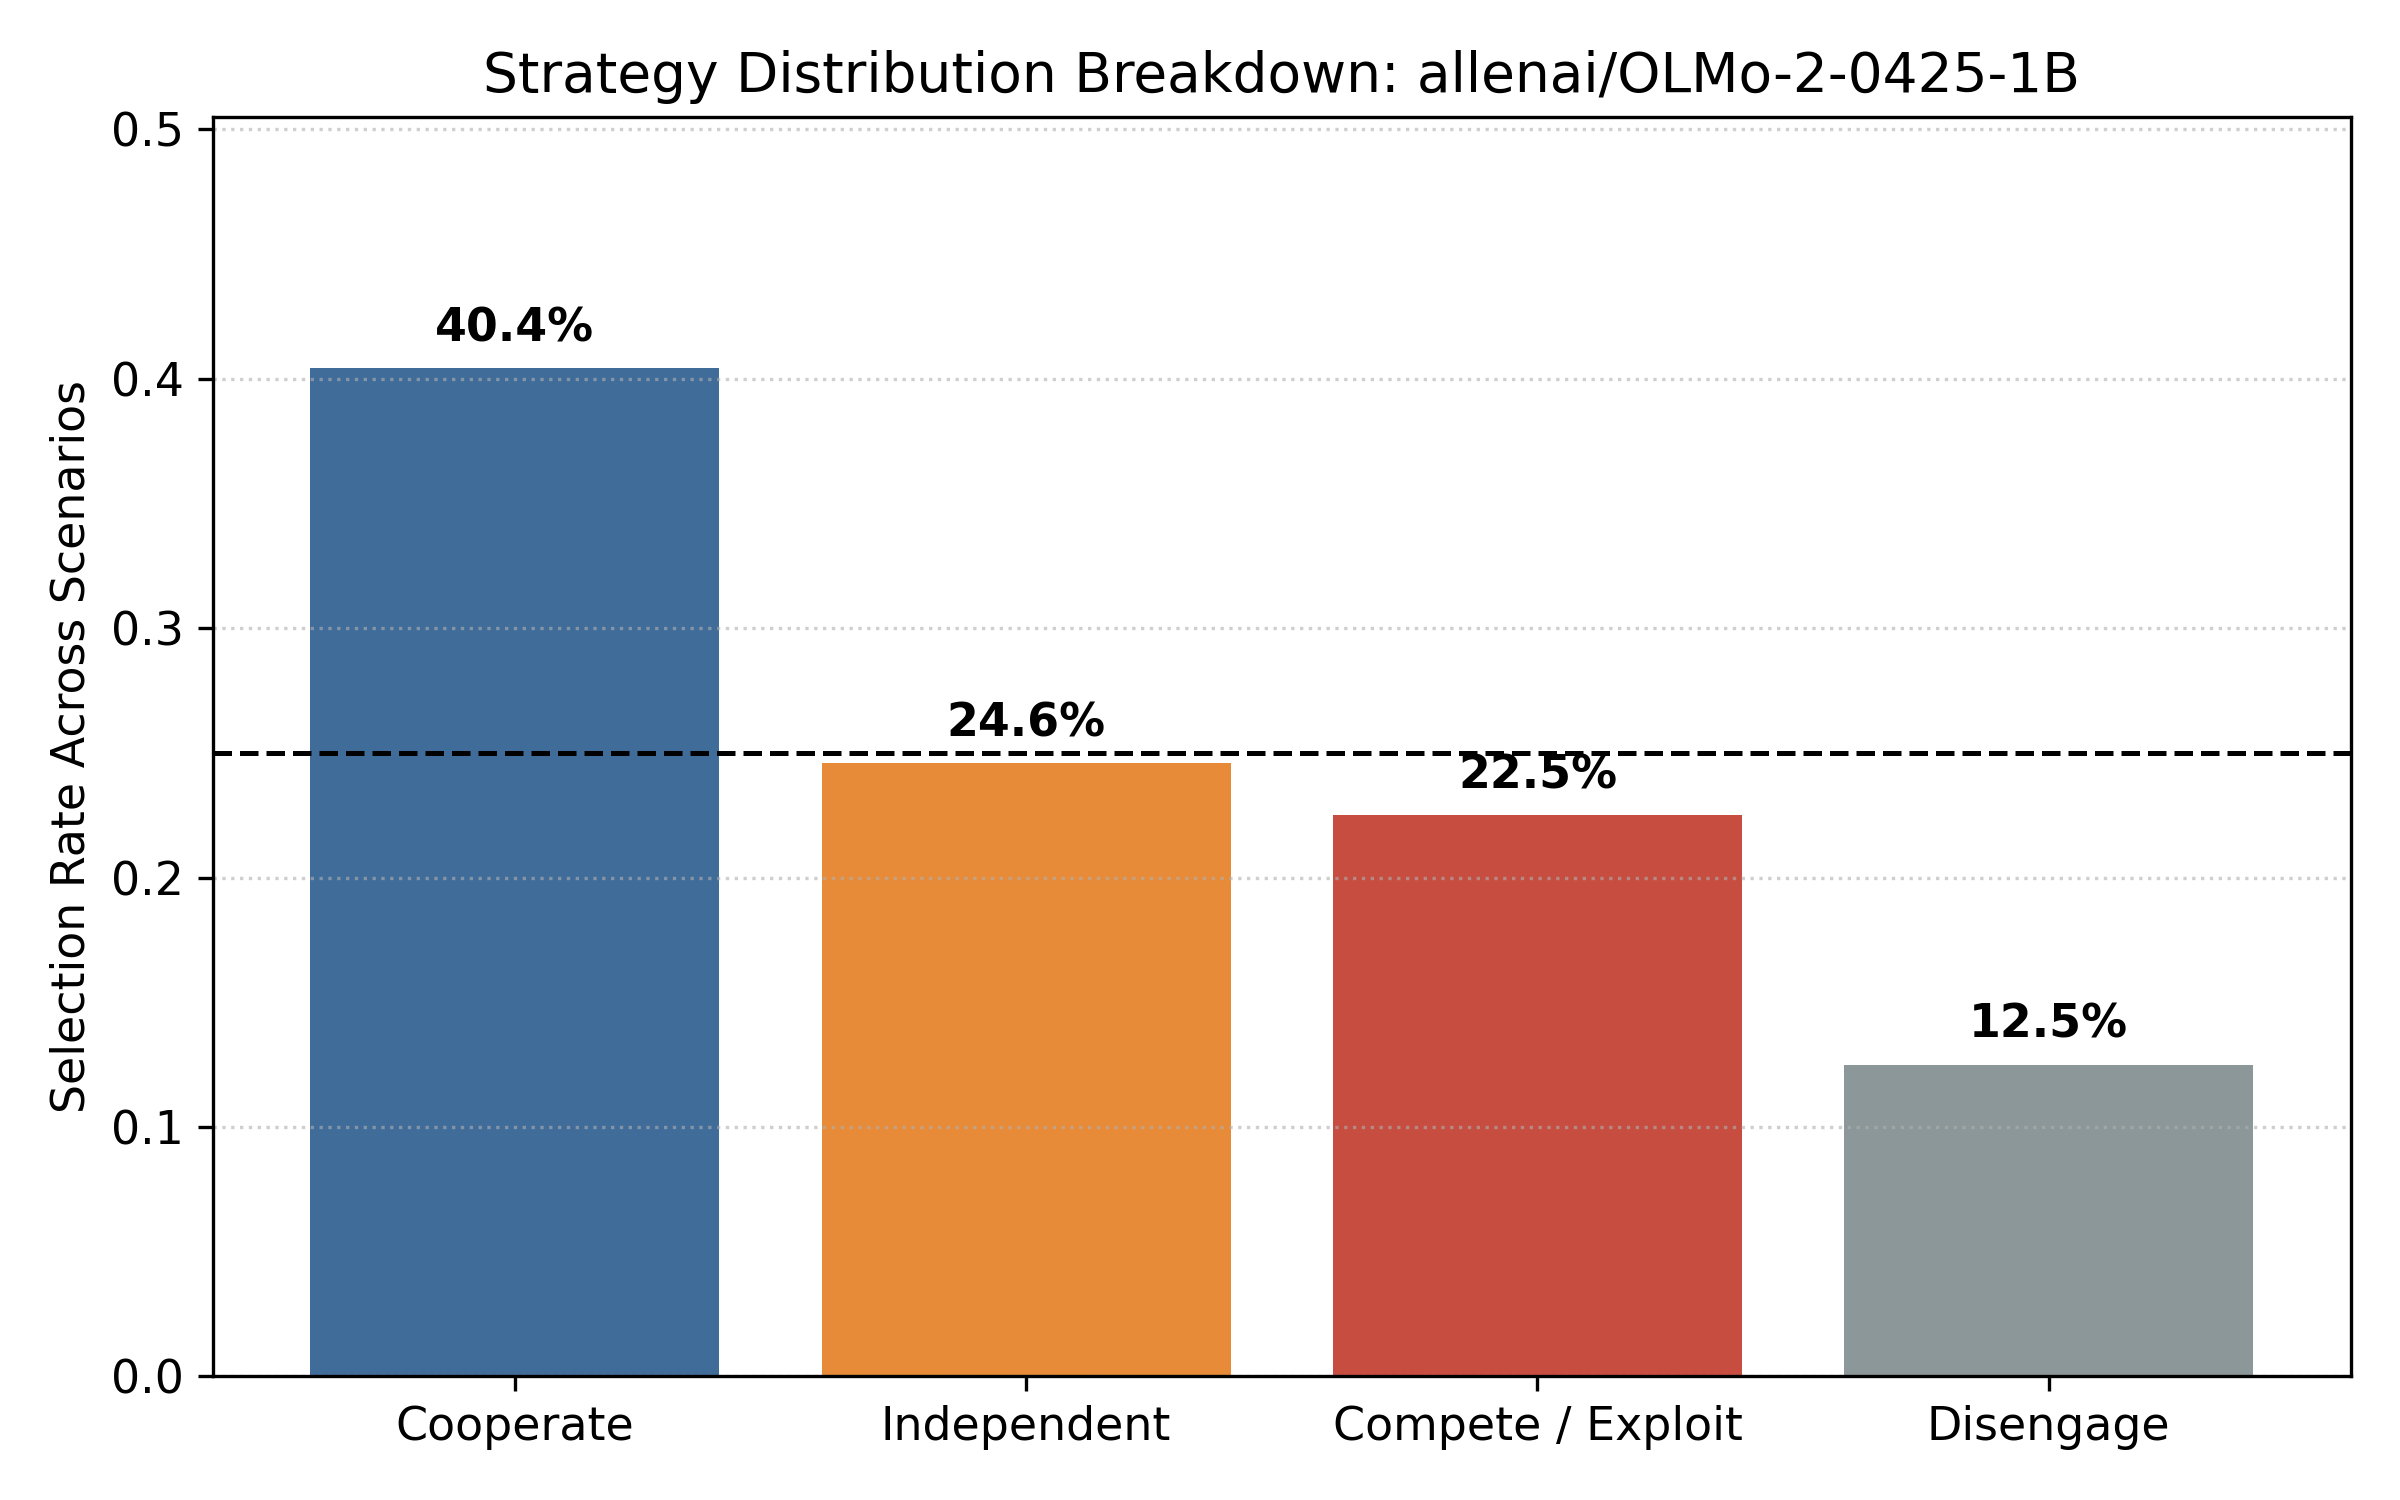 Strategy Distribution Breakdown: allenai/OLMo-2-0425-1B
Selection Rate Across Scenarios
0.5
0.4
0.3
0.2
0.1
0.0
40.4%
24.6%
22.5%
12.5%
Cooperate
Independent
Compete / Exploit
Disengage